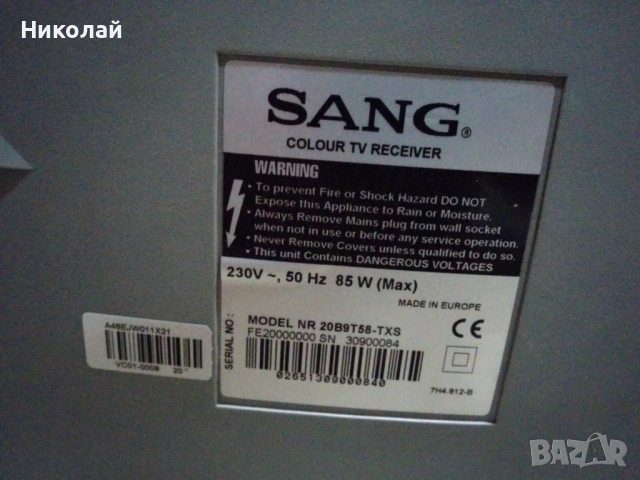 Николай
SANG®
COLOUR TV RECEIVER
WARNING
• To prevent Fire or Shock Hazard DO NOT
Expose this Appliance to Rain or Moisture.
• Always Remove Mains plug from wall socket
when not in use or before any service operation.
• Never Remove Covers unless qualified to do so.
• This unit Contains DANGEROUS VOLTAGES
230V ~, 50 Hz 85 W (Max)
MADE IN EUROPE
SERIAL NO :
MODEL NR 20B9T58-TXS
FE20000000 SN 30900084
02651309000840
CE
7H4.812-B
A48EJW011X21
VC01-0008 20"
BAZAR